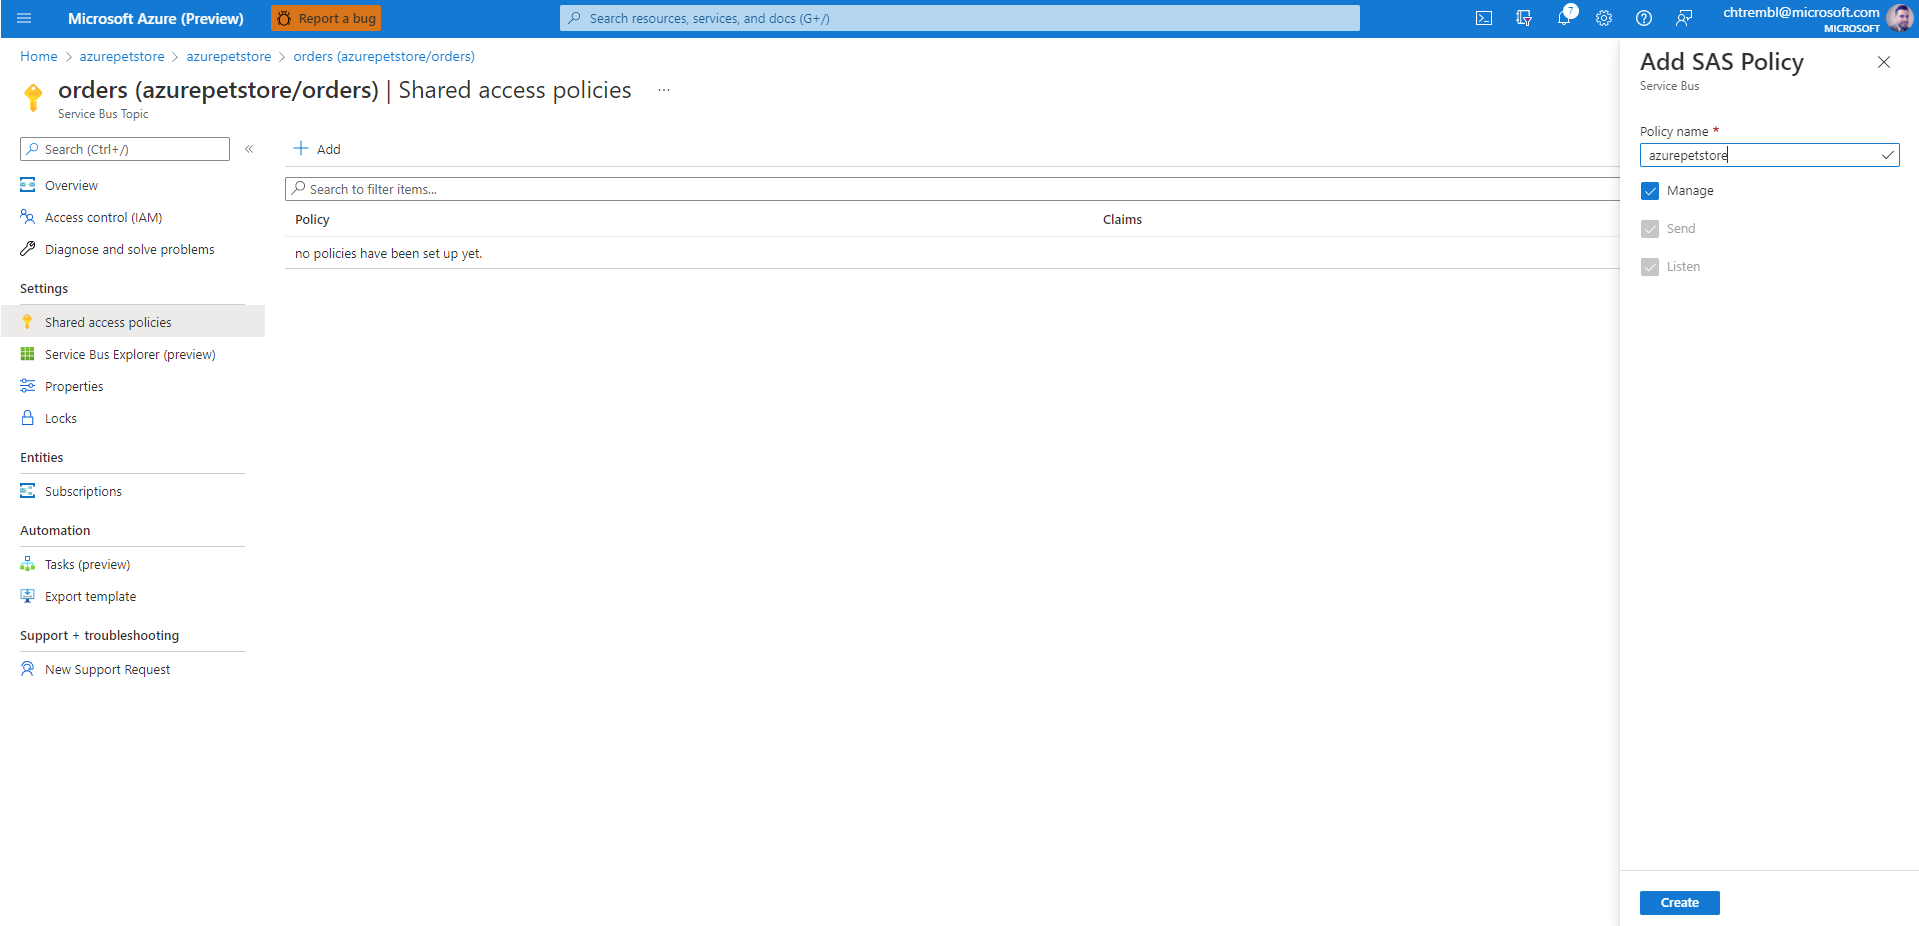 Microsoft Azure (Preview)
Report a bug
Search resources, services, and docs (G+/)
7
chtrembl@microsoft.com
MICROSOFT
Home > azurepetstore > azurepetstore > orders (azurepetstore/orders)
orders (azurepetstore/orders) | Shared access policies ...
Service Bus Topic
Search (Ctrl+/)
«
Overview
Access control (IAM)
Diagnose and solve problems
Settings
Shared access policies
Service Bus Explorer (preview)
Properties
Locks
Entities
Subscriptions
Automation
Tasks (preview)
Export template
Support + troubleshooting
New Support Request
Add
Search to filter items...
Policy Claims
no policies have been set up yet.
Add SAS Policy
Service Bus
Policy name *
azurepetstore
Manage
Send
Listen
Create